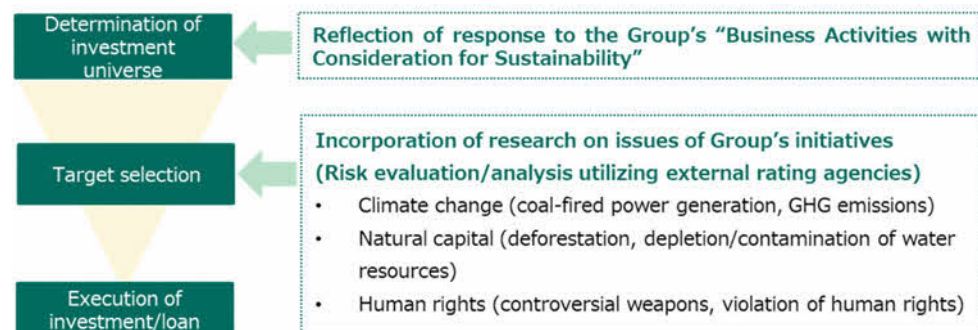 Determination of
investment
universe
Reflection of response to the Group's “Business Activities with
Consideration for Sustainability”
Target selection
Incorporation of research on issues of Group's initiatives
(Risk evaluation/analysis utilizing external rating agencies)
• Climate change (coal-fired power generation, GHG emissions)
• Natural capital (deforestation, depletion/contamination of water
resources)
• Human rights (controversial weapons, violation of human rights)
Execution of
investment/loan